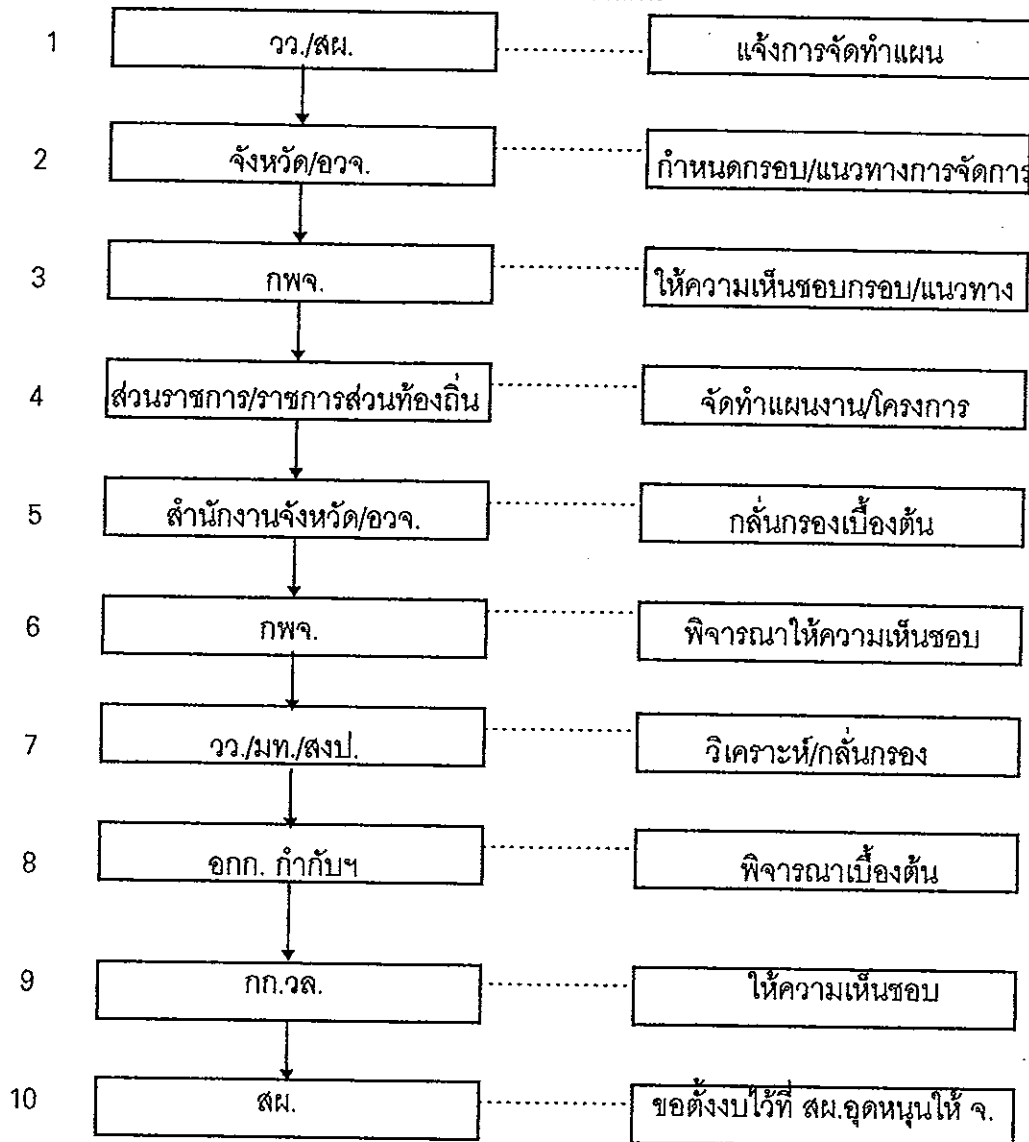 1 วว./สผ. แจ้งการจัดทำแผน
2 จังหวัด/อวจ. กำหนดกรอบ/แนวทางการจัดการ
3 กพจ. ให้ความเห็นชอบกรอบ/แนวทาง
4 ส่วนราชการ/ราชการส่วนท้องถิ่น จัดทำแผนงาน/โครงการ
5 สำนักงานจังหวัด/อวจ. กลั่นกรองเบื้องต้น
6 กพจ. พิจารณาให้ความเห็นชอบ
7 วว./มท./สงป. วิเคราะห์/กลั่นกรอง
8 อกก. กำกับฯ พิจารณาเบื้องต้น
9 กก.วล. ให้ความเห็นชอบ
10 สผ. ขอตั้งงบไว้ที่ สผ.อุดหนุนให้ จ.